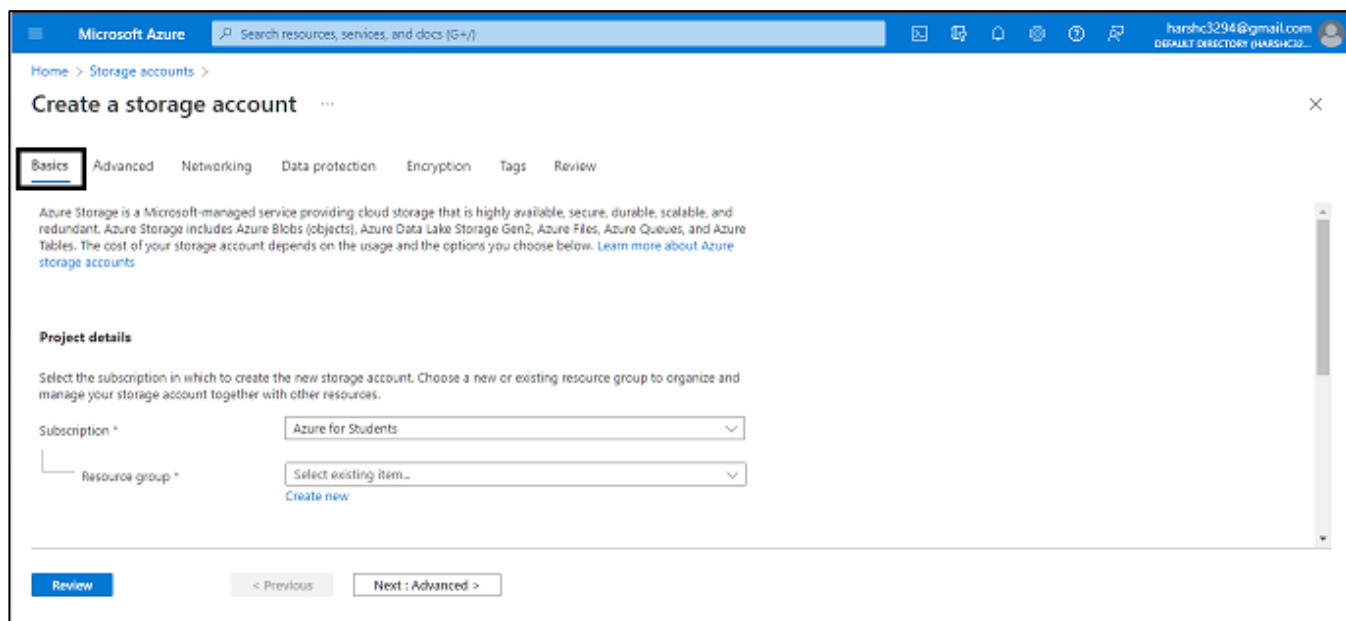 Microsoft Azure
Search resources, services, and docs (G+/)
harshc3294@gmail.com
DEFAULT DIRECTORY (HARSHC32...
Home > Storage accounts >
Create a storage account ...
Basics Advanced Networking Data protection Encryption Tags Review
Azure Storage is a Microsoft-managed service providing cloud storage that is highly available, secure, durable, scalable, and
redundant. Azure Storage includes Azure Blobs (objects), Azure Data Lake Storage Gen2, Azure Files, Azure Queues, and Azure
Tables. The cost of your storage account depends on the usage and the options you choose below. Learn more about Azure
storage accounts
Project details
Select the subscription in which to create the new storage account. Choose a new or existing resource group to organize and
manage your storage account together with other resources.
Subscription *
Azure for Students
Resource group *
Select existing item...
Create new
Review
< Previous
Next : Advanced >